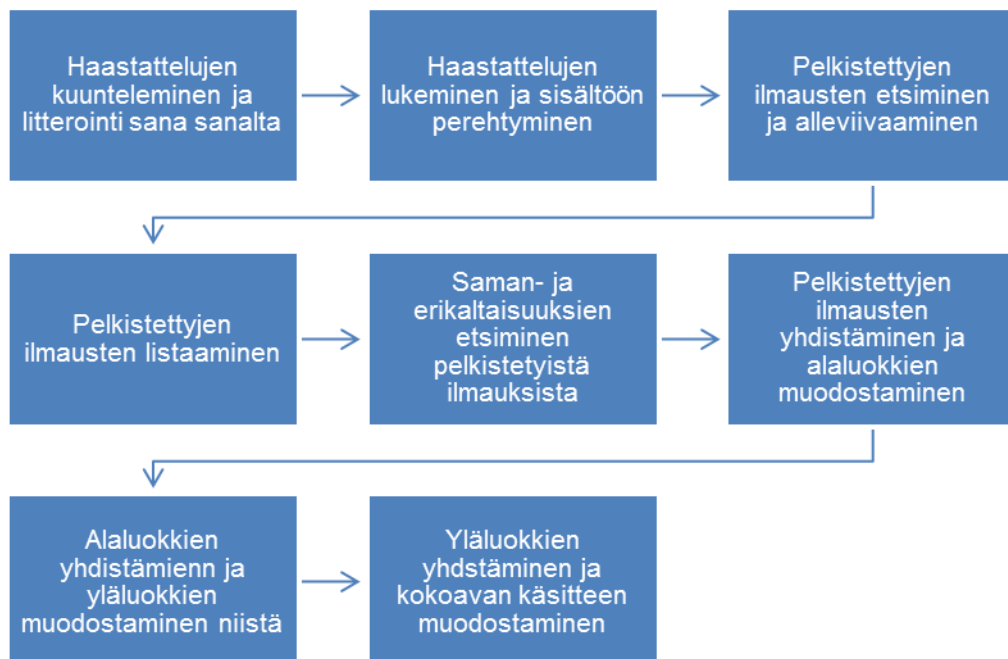 Haastattelujen
kuunteleminen ja
litterointi sana sanalta
Haastattelujen
lukeminen ja sisältöön
perehtyminen
Pelkistettyjen
ilmausten etsiminen
ja alleviivaaminen
Pelkistettyjen
ilmausten listaaminen
Saman- ja
erikaltaisuuksien
etsiminen
pelkistetyistä
ilmauksista
Pelkistettyjen
ilmausten
yhdistäminen ja
alaluokkien
muodostaminen
Alaluokkien
yhdistämienn ja
yläluokkien
muodostaminen niistä
Yläluokkien
yhdstäminen ja
kokoavan käsitteen
muodostaminen